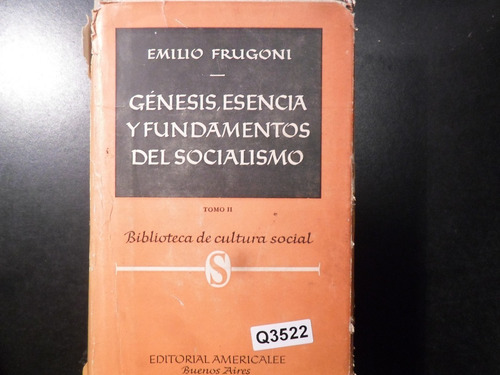 EMILIO FRUGONI
GÉNESIS, ESENCIA
Y FUNDAMENTOS
DEL SOCIALISMO
TOMO II
Biblioteca de cultura social
S
Q3522
EDITORIAL AMERICALEE
Buenos Aires